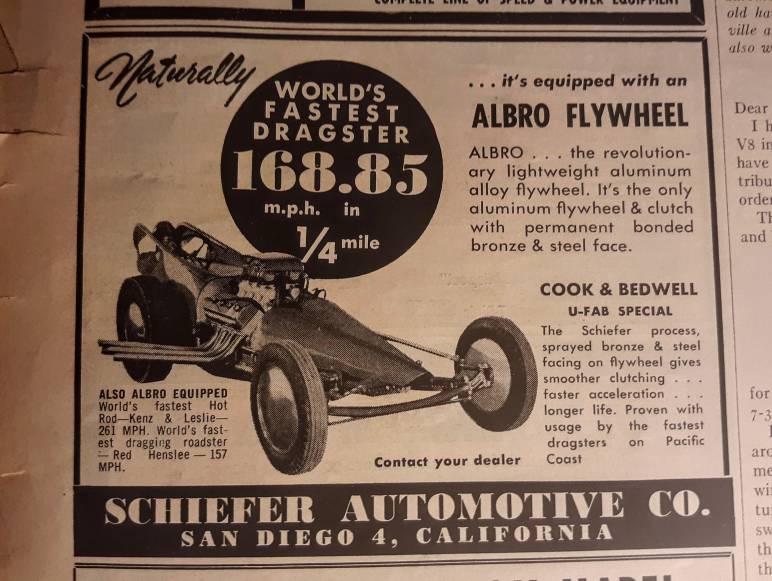 COMPLETE LINE OF SPEED & POWER EQUIPMENT
Naturally
WORLD'S
FASTEST
DRAGSTER
168.85
m.p.h. in
1/4 mile
. . . it's equipped with an
ALBRO FLYWHEEL
ALBRO . . . the revolution-
ary lightweight aluminum
alloy flywheel. It's the only
aluminum flywheel & clutch
with permanent bonded
bronze & steel face.
COOK & BEDWELL
U-FAB SPECIAL
The Schiefer process,
sprayed bronze & steel
facing on flywheel gives
smoother clutching . . .
faster acceleration . . .
longer life. Proven with
usage by the fastest
dragsters on Pacific
Coast
ALSO ALBRO EQUIPPED
World's fastest Hot
Rod—Kenz & Leslie—
261 MPH. World's fast-
est dragging roadster
— Red Henslee — 157
MPH.
Contact your dealer
SCHIEFER AUTOMOTIVE CO.
SAN DIEGO 4, CALIFORNIA
old
ville
also
Dear
I
V8 in
have
order
and
for
7-3